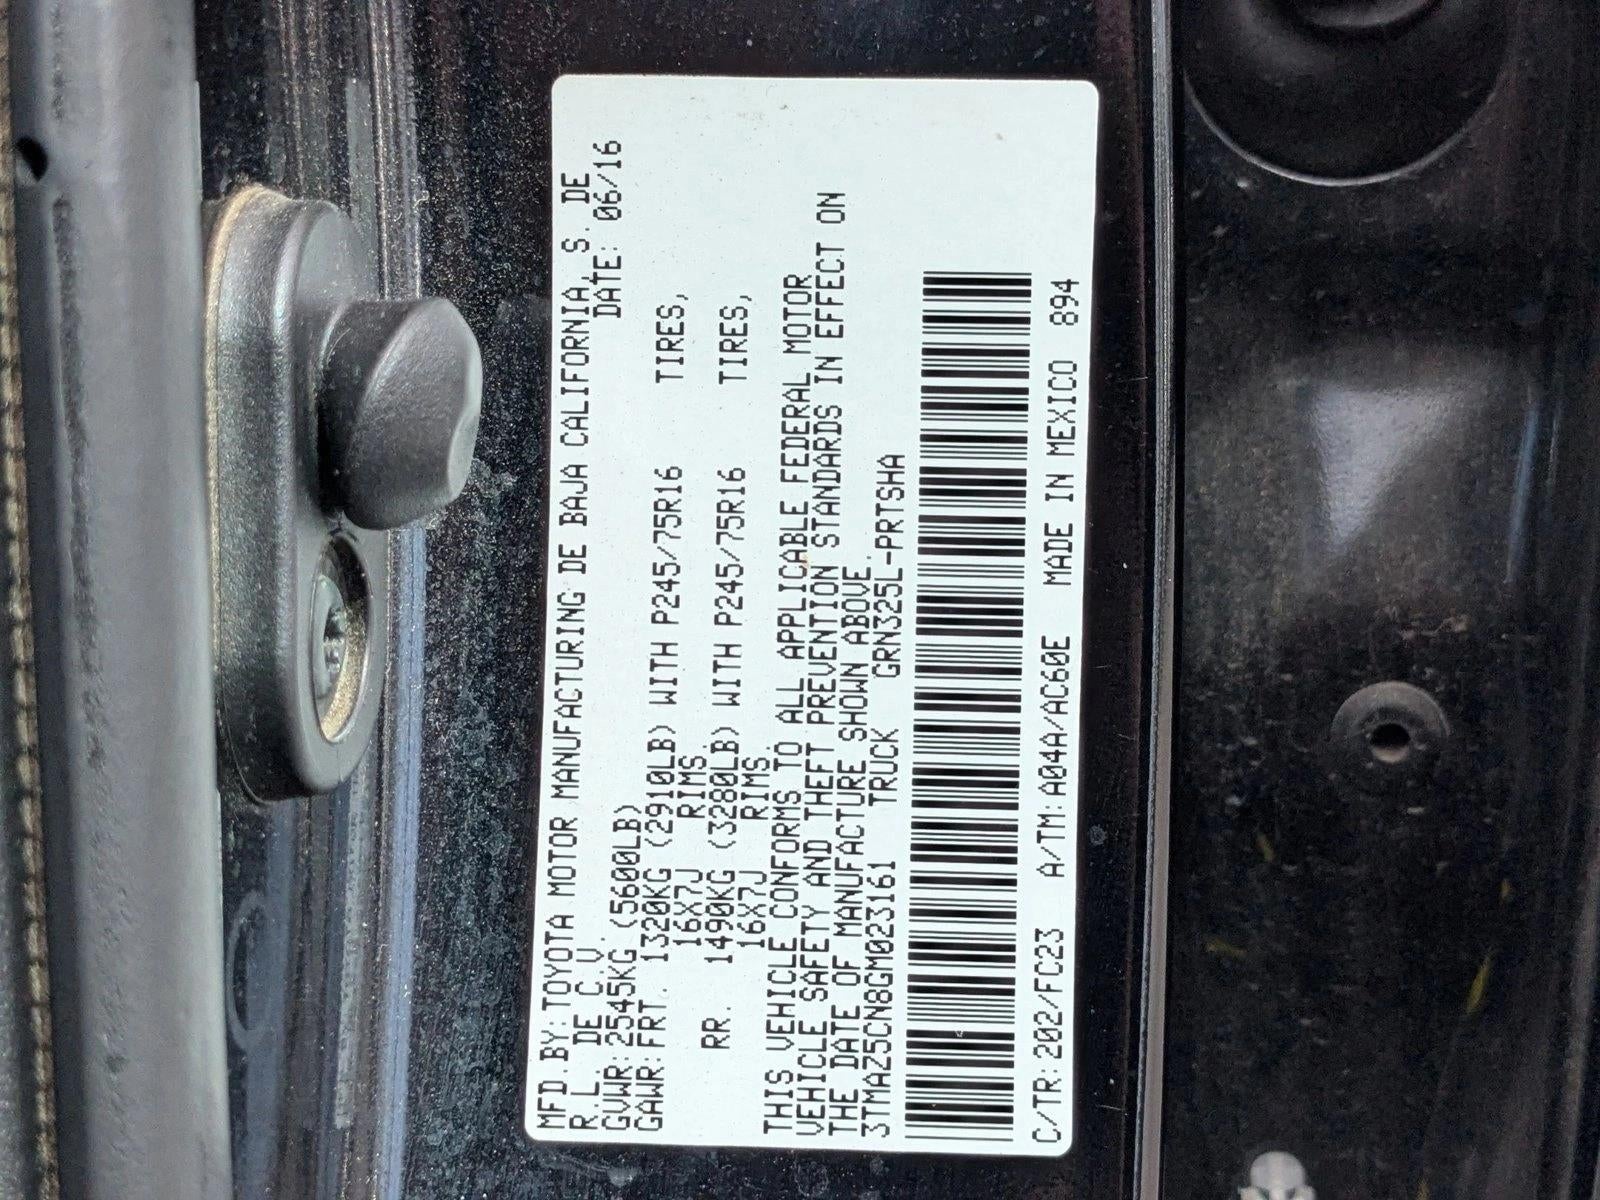 MFD.BY:TOYOTA MOTOR MANUFACTURING DE BAJA CALIFORNIA, S. DE
R.L. DE C.V. DATE: 06/16
GVWR:2545KG(5600LB)
GAWR:FRT. 1320KG (2910LB) WITH P245/75R16 TIRES,
16X7J RIMS.
RR. 1490KG (3280LB) WITH P245/75R16 TIRES,
16X7J RIMS.
THIS VEHICLE CONFORMS TO ALL APPLICABLE FEDERAL MOTOR
VEHICLE SAFETY AND THEFT PREVENTION STANDARDS IN EFFECT ON
THE DATE OF MANUFACTURE SHOWN ABOVE.
3TMAZ5CN8GM023161 TRUCK GRN325L-PRTSHA
C/TR:202/FC23 A/TM:A04A/AC60E MADE IN MEXICO 894